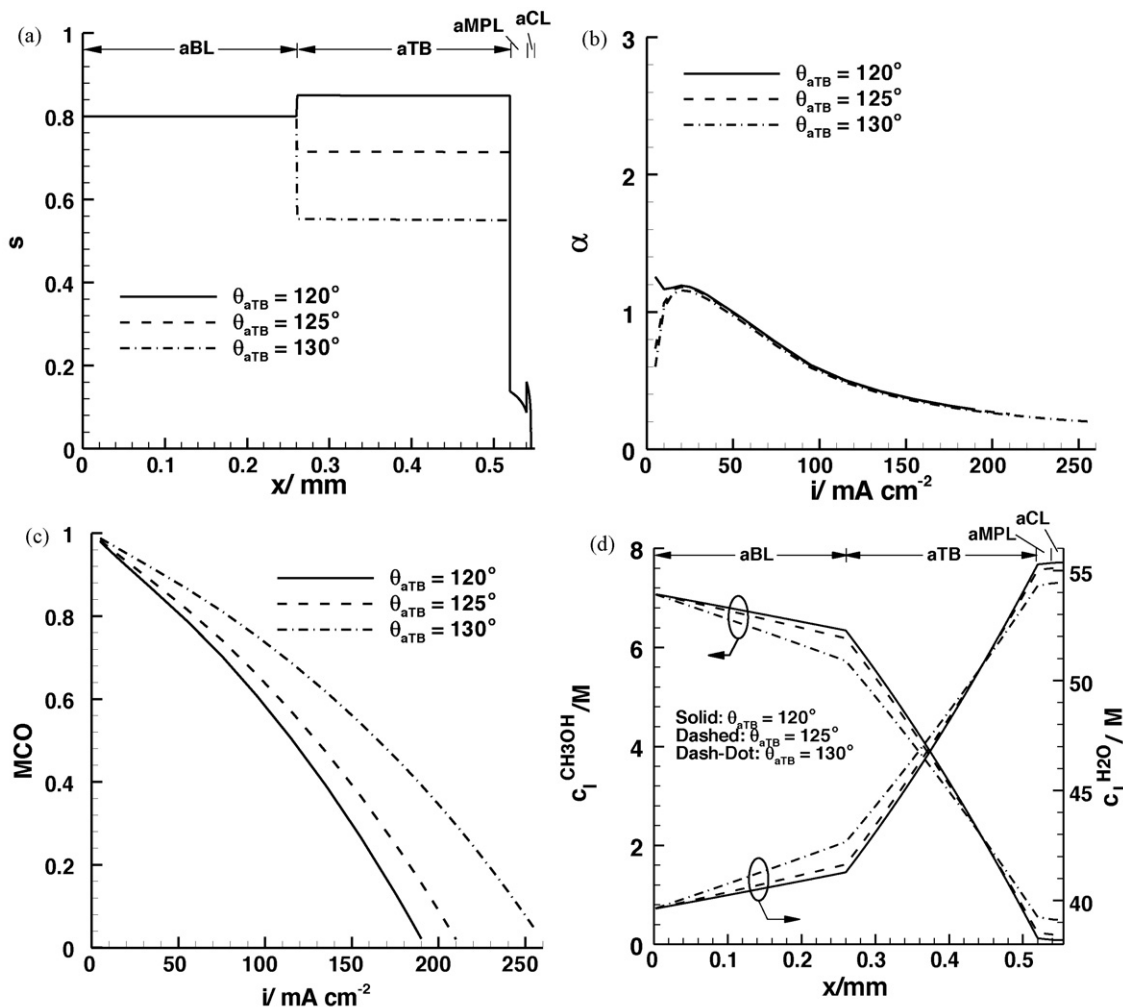 (a)
aMPL
aCL
aBL
aTB
1
0.8
0.6
0.4
0.2
0
s
θaTB = 120°
θaTB = 125°
θaTB = 130°
0
0.1
0.2
0.3
0.4
0.5
x/ mm
(b)
3
2
1
0
α
θaTB = 120°
θaTB = 125°
θaTB = 130°
50
100
150
200
250
i/ mA cm-2
(c)
1
0.8
0.6
0.4
0.2
0
MCO
θaTB = 120°
θaTB = 125°
θaTB = 130°
0
50
100
150
200
250
i/ mA cm-2
(d)
aCL
aMPL
aBL
aTB
8
6
4
2
0
clCH3OH/M
Solid: θaTB = 120°
Dashed: θaTB = 125°
Dash-Dot: θaTB = 130°
55
50
45
40
clH2O/ M
0
0.1
0.2
0.3
0.4
0.5
x/mm